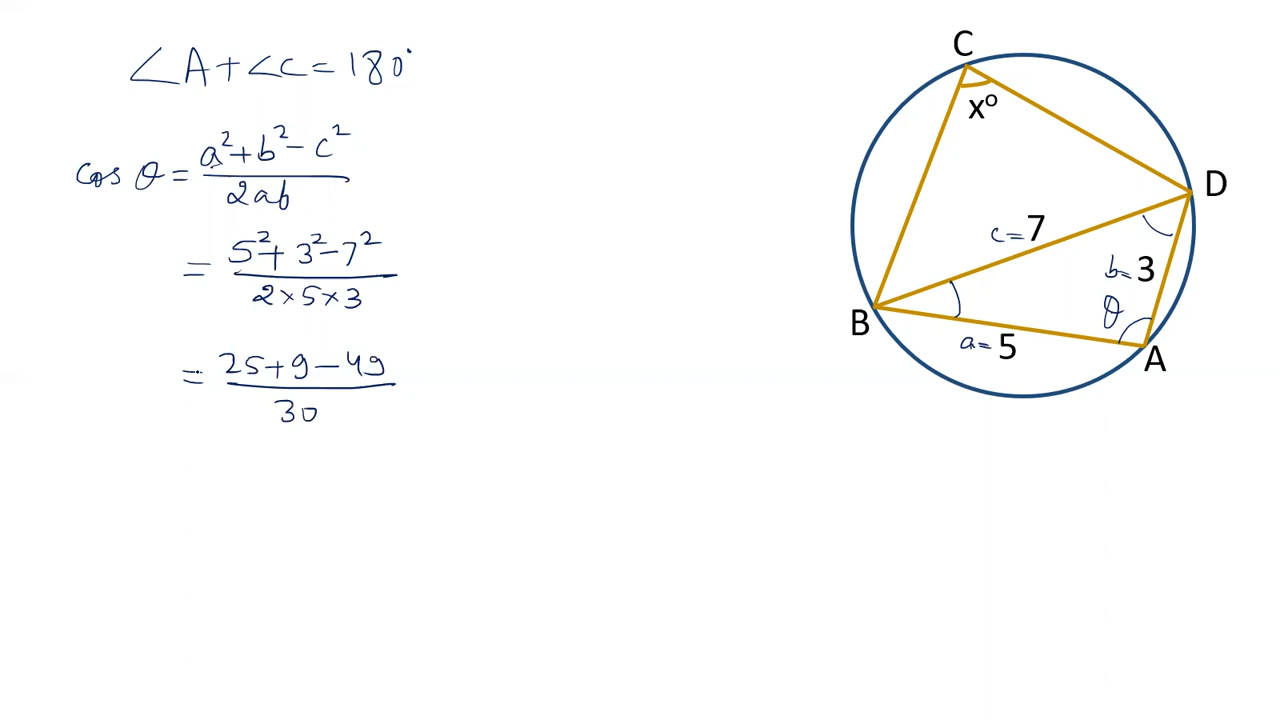 ∠A+∠C=180°
cos θ = (a²+b²-c²)/(2ab)
= (5²+3²-7²)/(2×5×3)
= (25+9-49)/30
C
x°
D
c=7
b=3
θ
B
a=5
A